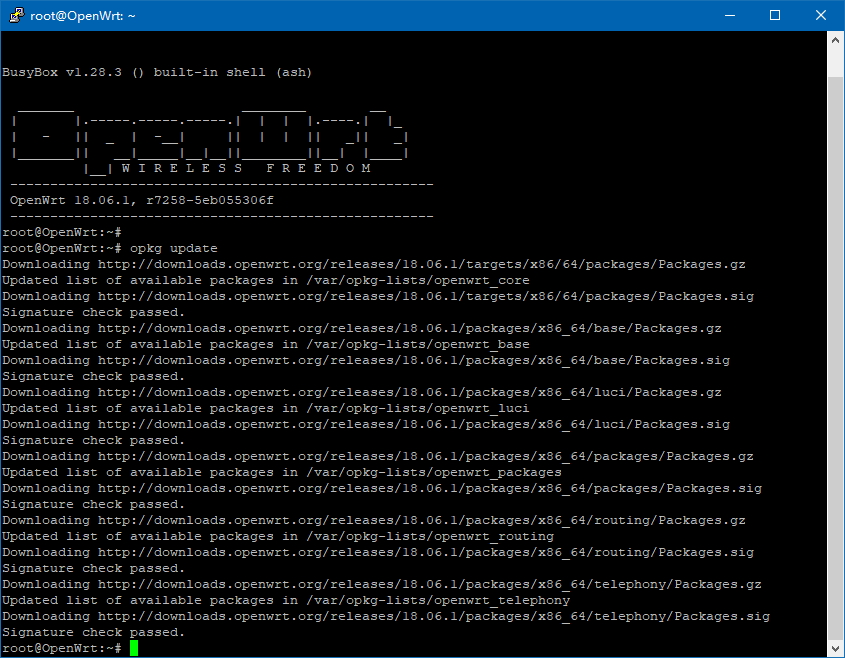 root@OpenWrt: ~
BusyBox v1.28.3 () built-in shell (ash)
OpenWrt
W I R E L E S S   F R E E D O M
-----------------------------------------------------
OpenWrt 18.06.1, r7258-5eb055306f
-----------------------------------------------------
root@OpenWrt:~#
root@OpenWrt:~# opkg update
Downloading http://downloads.openwrt.org/releases/18.06.1/targets/x86/64/packages/Packages.gz
Updated list of available packages in /var/opkg-lists/openwrt_core
Downloading http://downloads.openwrt.org/releases/18.06.1/targets/x86/64/packages/Packages.sig
Signature check passed.
Downloading http://downloads.openwrt.org/releases/18.06.1/packages/x86_64/base/Packages.gz
Updated list of available packages in /var/opkg-lists/openwrt_base
Downloading http://downloads.openwrt.org/releases/18.06.1/packages/x86_64/base/Packages.sig
Signature check passed.
Downloading http://downloads.openwrt.org/releases/18.06.1/packages/x86_64/luci/Packages.gz
Updated list of available packages in /var/opkg-lists/openwrt_luci
Downloading http://downloads.openwrt.org/releases/18.06.1/packages/x86_64/luci/Packages.sig
Signature check passed.
Downloading http://downloads.openwrt.org/releases/18.06.1/packages/x86_64/packages/Packages.gz
Updated list of available packages in /var/opkg-lists/openwrt_packages
Downloading http://downloads.openwrt.org/releases/18.06.1/packages/x86_64/packages/Packages.sig
Signature check passed.
Downloading http://downloads.openwrt.org/releases/18.06.1/packages/x86_64/routing/Packages.gz
Updated list of available packages in /var/opkg-lists/openwrt_routing
Downloading http://downloads.openwrt.org/releases/18.06.1/packages/x86_64/routing/Packages.sig
Signature check passed.
Downloading http://downloads.openwrt.org/releases/18.06.1/packages/x86_64/telephony/Packages.gz
Updated list of available packages in /var/opkg-lists/openwrt_telephony
Downloading http://downloads.openwrt.org/releases/18.06.1/packages/x86_64/telephony/Packages.sig
Signature check passed.
root@OpenWrt:~#